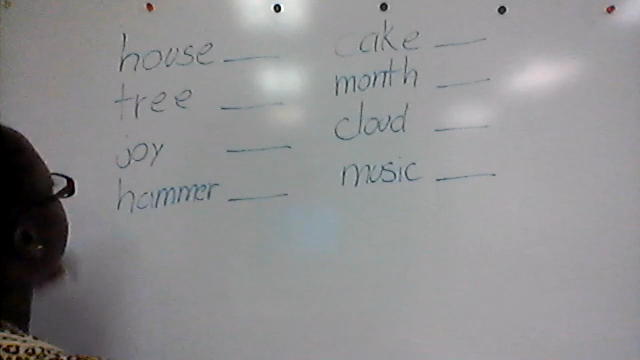 house ___
tree ___
joy ___
hammer ___
cake ___
month ___
cloud ___
music ___